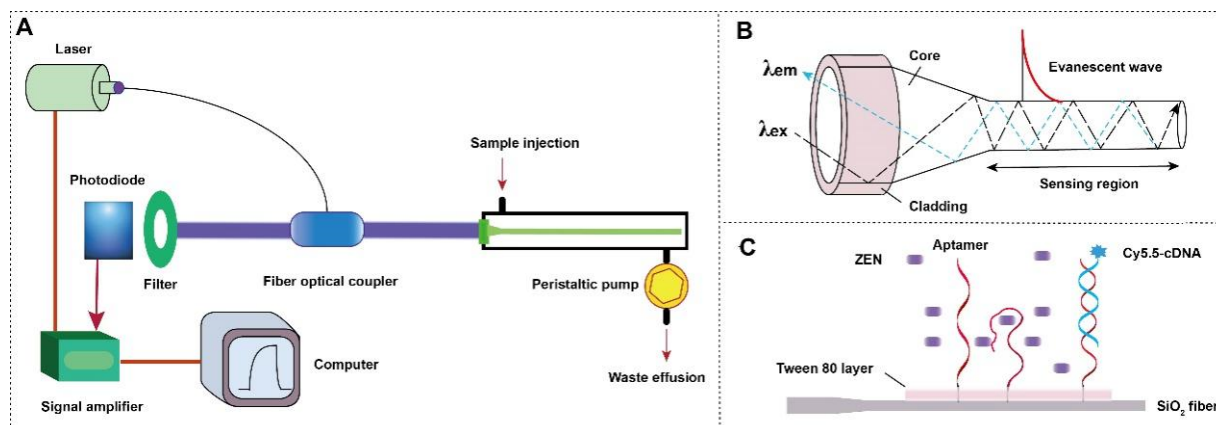 A
Laser
Sample injection
Photodiode
Filter
Fiber optical coupler
Peristaltic pump
Computer
Waste effusion
Signal amplifier
B
Core
Evanescent wave
λem
λex
Sensing region
Cladding
C
ZEN
Aptamer
Cy5.5-cDNA
Tween 80 layer
SiO₂ fiber